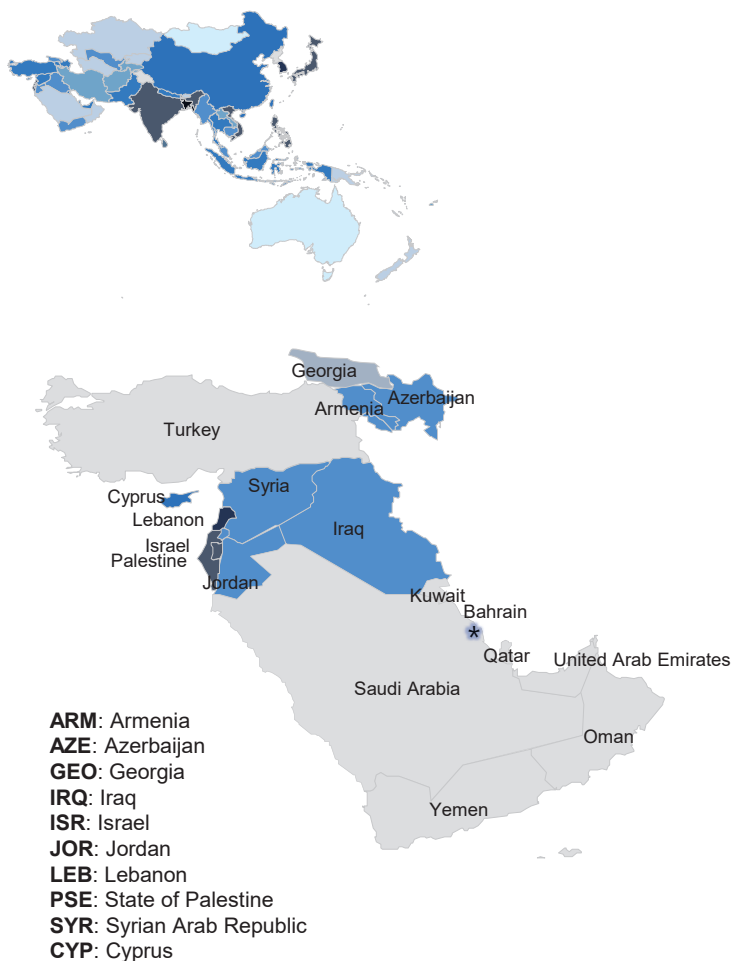 Georgia
Azerbaijan
Armenia
Turkey
Syria
Cyprus
Lebanon
Iraq
Israel
Palestine
Jordan
Kuwait
Bahrain
*
Qatar
United Arab Emirates
Saudi Arabia
Oman
Yemen
ARM: Armenia
AZE: Azerbaijan
GEO: Georgia
IRQ: Iraq
ISR: Israel
JOR: Jordan
LEB: Lebanon
PSE: State of Palestine
SYR: Syrian Arab Republic
CYP: Cyprus